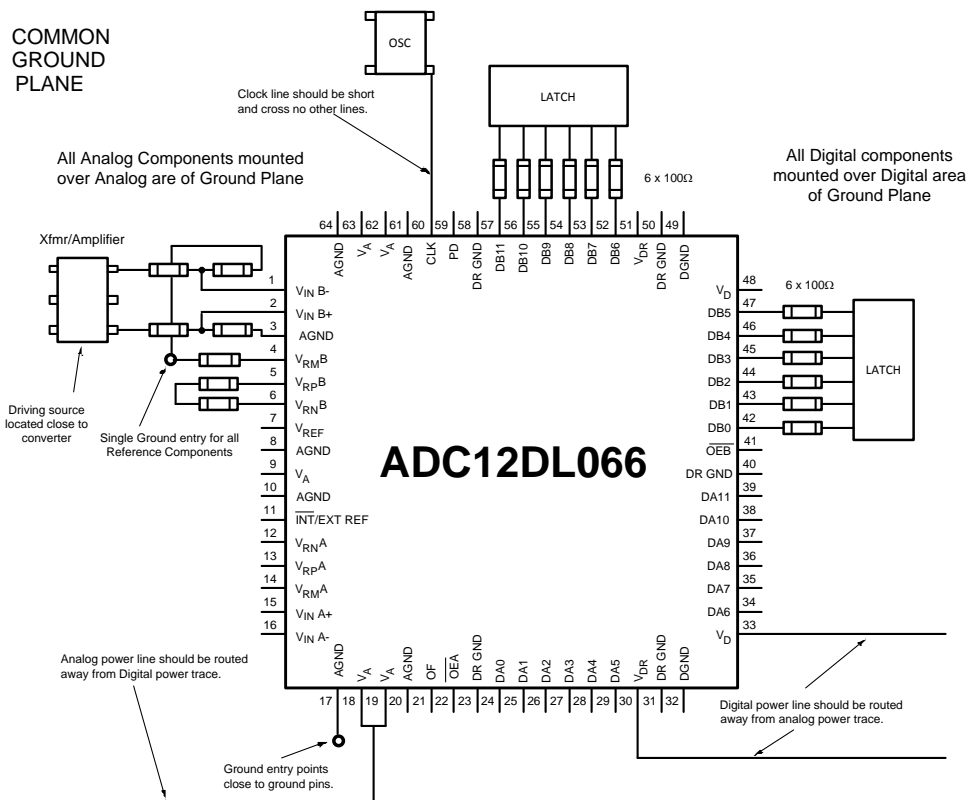 COMMON
GROUND
PLANE
OSC
Clock line should be short
and cross no other lines.
LATCH
6 x 100Ω
All Analog Components mounted
over Analog are of Ground Plane
All Digital components
mounted over Digital area
of Ground Plane
Xfmr/Amplifier
64 63 62 61 60 59 58 57 56 55 54 53 52 51 50 49
AGND VA VA AGND CLK PD DR GND DB11 DB10 DB9 DB8 DB7 DB6 VDR DR GND DGND
1 VIN B-
2 VIN B+
3 AGND
4 VRMB
5 VRPB
6 VRNB
7 VREF
8 AGND
9 VA
10 AGND
11 INT/EXT REF
12 VRNA
13 VRPA
14 VRMA
15 VIN A+
16 VIN A-
Driving source
located close to
converter
Single Ground entry for all
Reference Components
ADC12DL066
VD 48
6 x 100Ω
DB5 47
DB4 46
DB3 45
DB2 44
DB1 43
DB0 42
OEB 41
DR GND 40
DA11 39
DA10 38
DA9 37
DA8 36
DA7 35
DA6 34
VD 33
LATCH
AGND VA VA AGND OF OEA DR GND DA0 DA1 DA2 DA3 DA4 DA5 VDR DR GND DGND
17 18 19 20 21 22 23 24 25 26 27 28 29 30 31 32
Analog power line should be routed
away from Digital power trace.
Digital power line should be routed
away from analog power trace.
Ground entry points
close to ground pins.